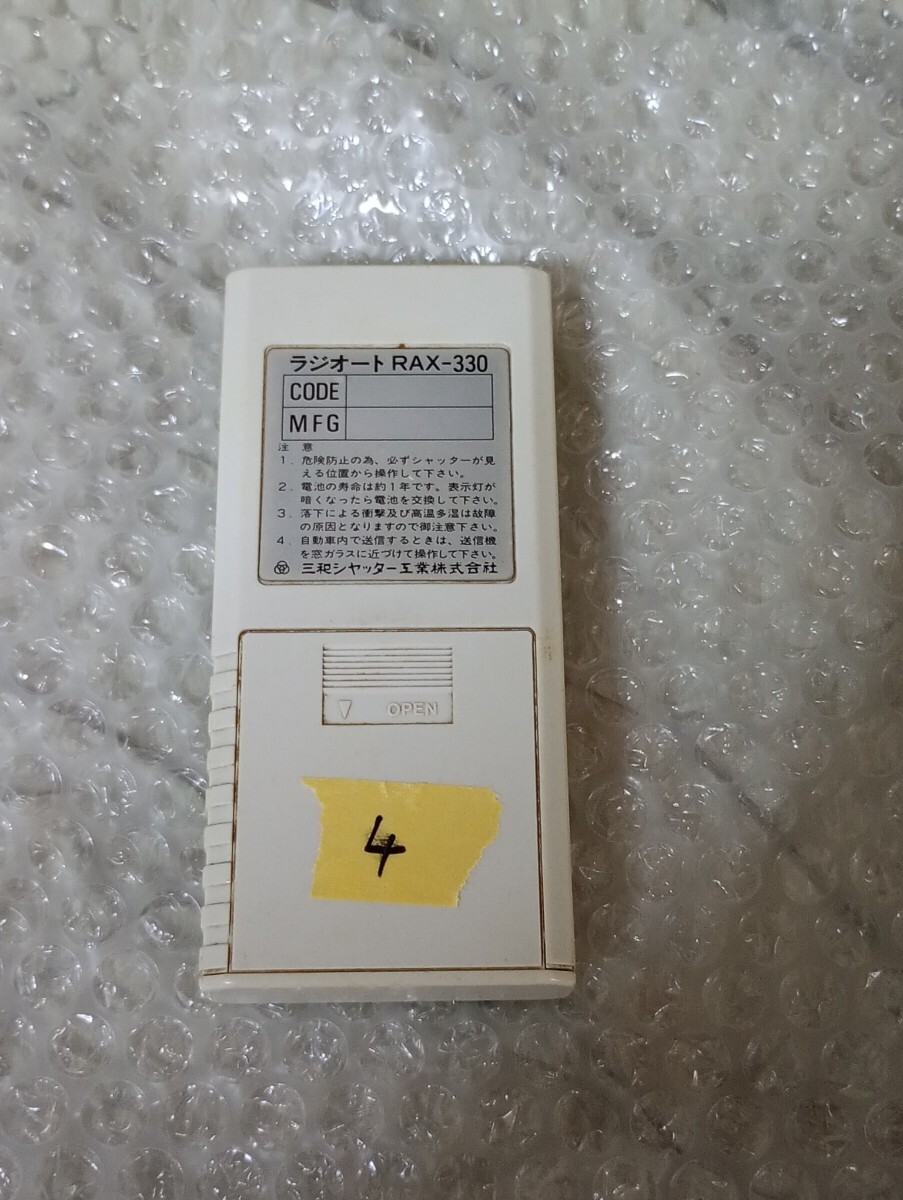 ラジオート RAX-330
CODE
MFG
注 意
1. 危険防止の為、必ずシャッターが見
える位置から操作して下さい。
2. 電池の寿命は約1年です。表示灯が
暗くなったら電池を交換して下さい。
3. 落下による衝撃及び高温多湿は故障
の原因となりますので御注意下さい。
4. 自動車内で送信するときは、送信機
を窓ガラスに近づけて操作して下さい。
三和シヤッター工業株式会社
OPEN
4